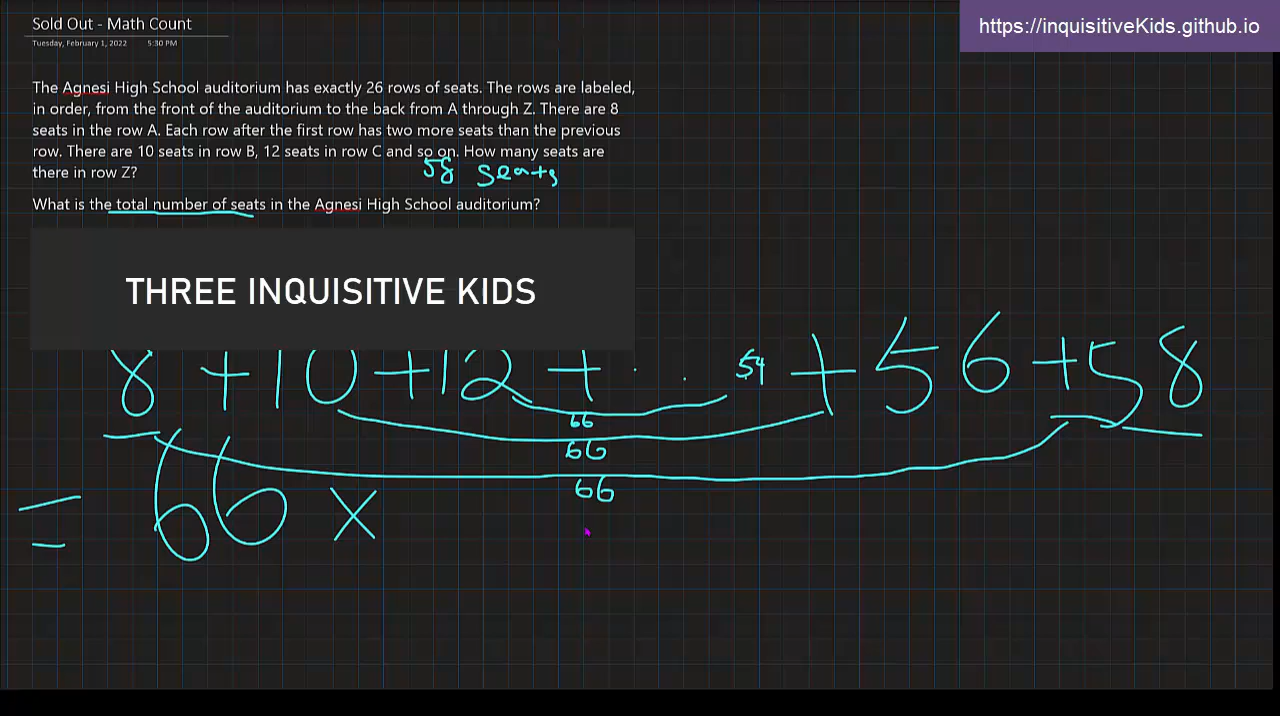 Sold Out - Math Count
https://inquisitiveKids.github.io
Tuesday, February 1, 2022 5:30 PM
The Agnesi High School auditorium has exactly 26 rows of seats. The rows are labeled,
in order, from the front of the auditorium to the back from A through Z. There are 8
seats in the row A. Each row after the first row has two more seats than the previous
row. There are 10 seats in row B, 12 seats in row C and so on. How many seats are
there in row Z?
58 seats
What is the total number of seats in the Agnesi High School auditorium?
THREE INQUISITIVE KIDS
8 + 10 + 12 + . . . 54 + 56 + 58
66
66
66
= 66 x